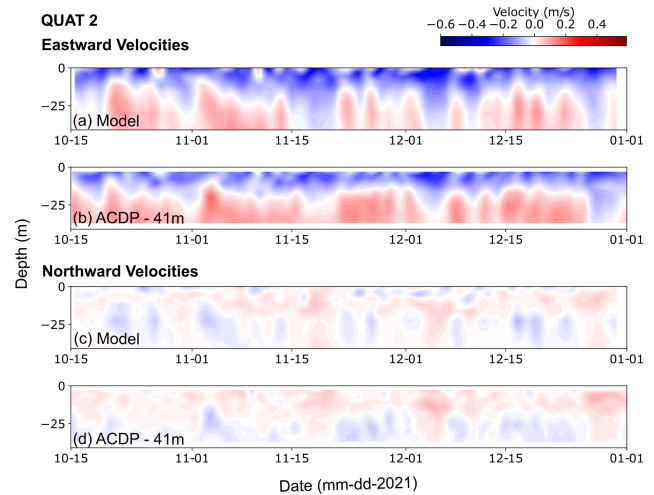 QUAT 2
Velocity (m/s)
−0.6 −0.4 −0.2 0.0 0.2 0.4
Eastward Velocities
0
−25
(a) Model
10-15 11-01 11-15 12-01 12-15 01-01
0
−25
(b) ACDP - 41m
10-15 11-01 11-15 12-01 12-15 01-01
Depth (m)
Northward Velocities
0
−25
(c) Model
10-15 11-01 11-15 12-01 12-15 01-01
0
−25
(d) ACDP - 41m
10-15 11-01 11-15 12-01 12-15 01-01
Date (mm-dd-2021)